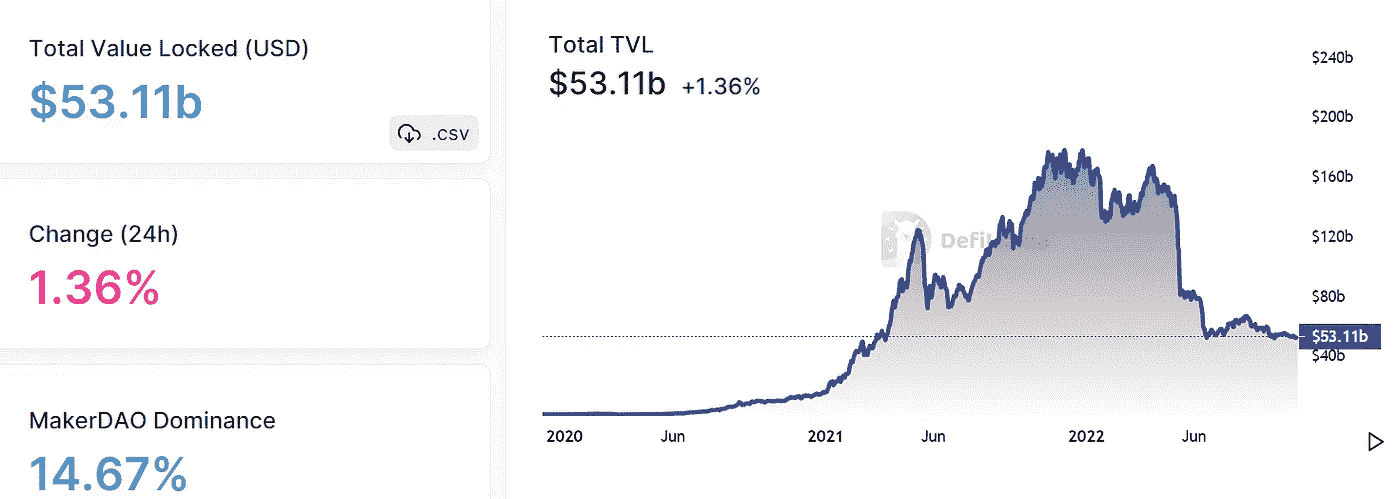 Total Value Locked (USD)
$53.11b
.csv
Change (24h)
1.36%
MakerDAO Dominance
14.67%
Total TVL
$53.11b +1.36%
$240b
$200b
$160b
$120b
$80b
$53.11b
$40b
2020 Jun 2021 Jun 2022 Jun